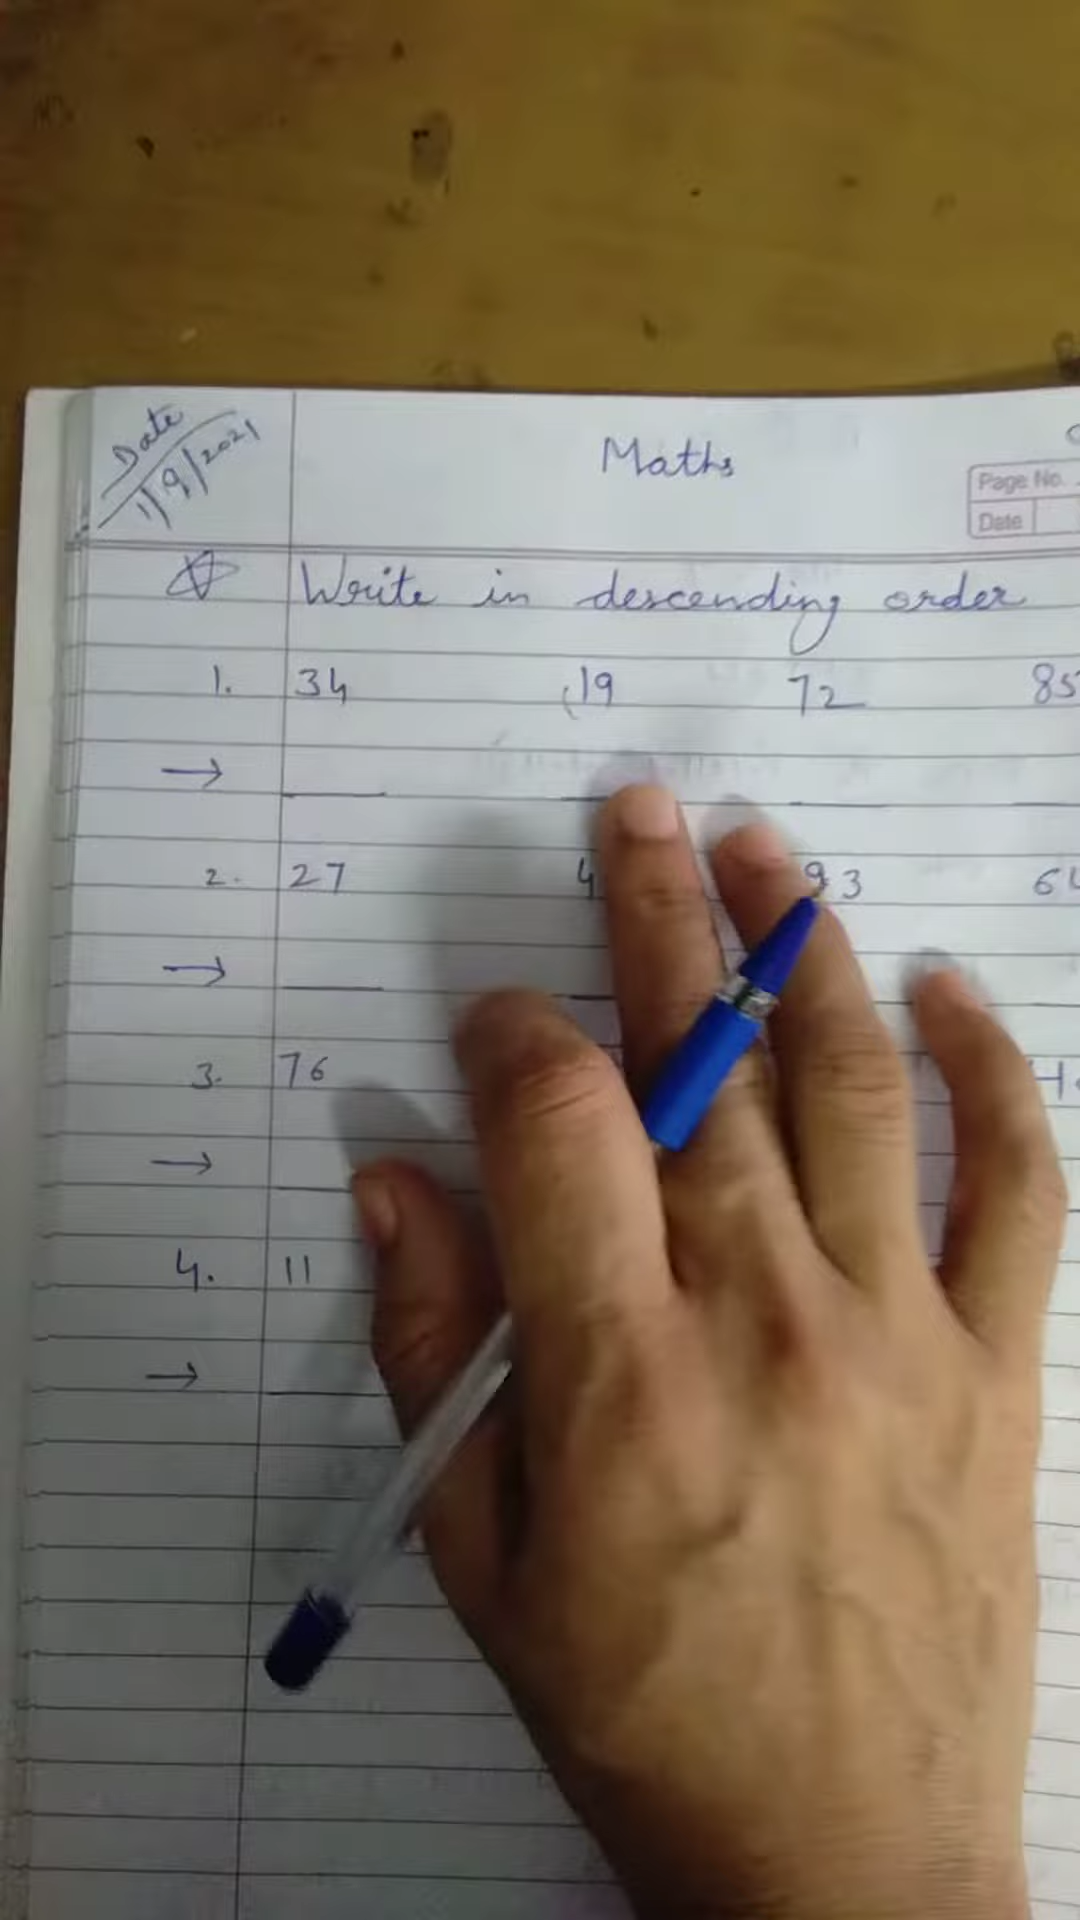 Date
1/9/2021
Maths
Page No.
Date
Write in descending order
1. 34 19 72 85
→
2. 27 93
→
3. 76
→
4. 11
→